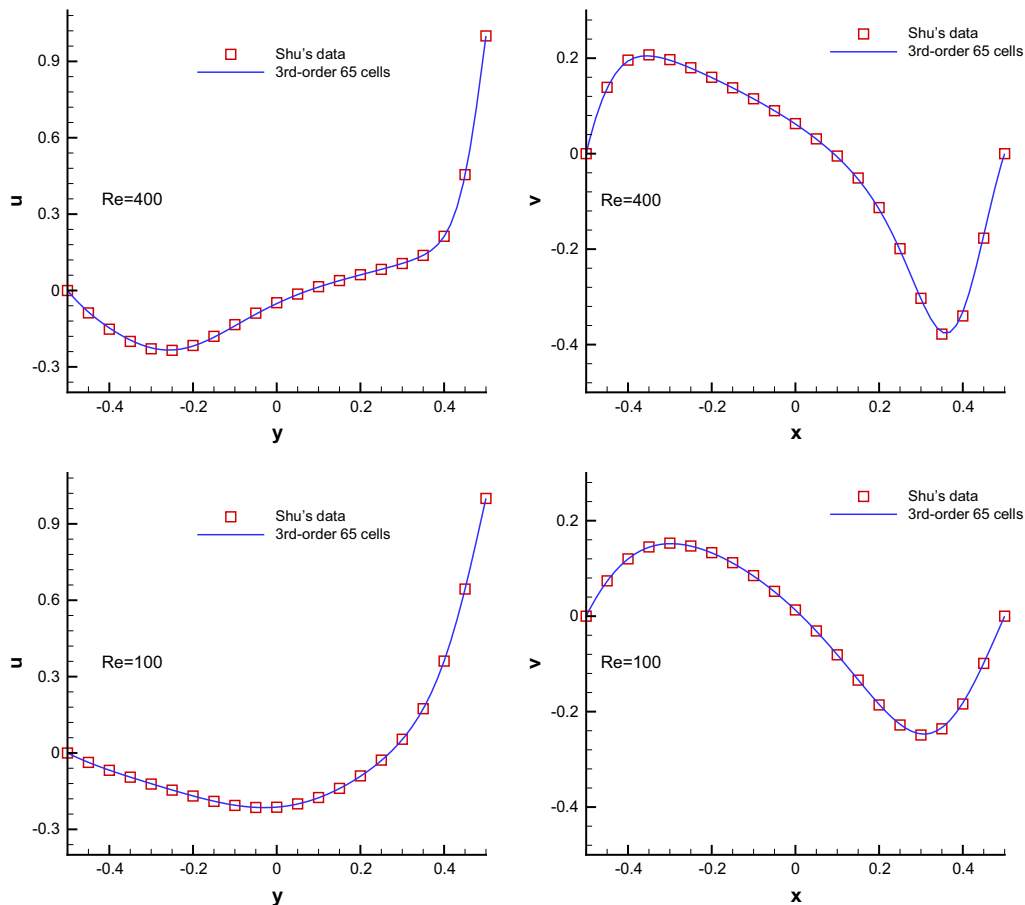 0.9
0.6
0.3
0
-0.3
u
Shu's data
3rd-order 65 cells
Re=400
-0.4 -0.2 0 0.2 0.4
y
0.2
0
-0.2
-0.4
v
Shu's data
3rd-order 65 cells
Re=400
-0.4 -0.2 0 0.2 0.4
x
0.9
0.6
0.3
0
-0.3
u
Shu's data
3rd-order 65 cells
Re=100
-0.4 -0.2 0 0.2 0.4
y
0.2
0
-0.2
-0.4
v
Shu's data
3rd-order 65 cells
Re=100
-0.4 -0.2 0 0.2 0.4
x